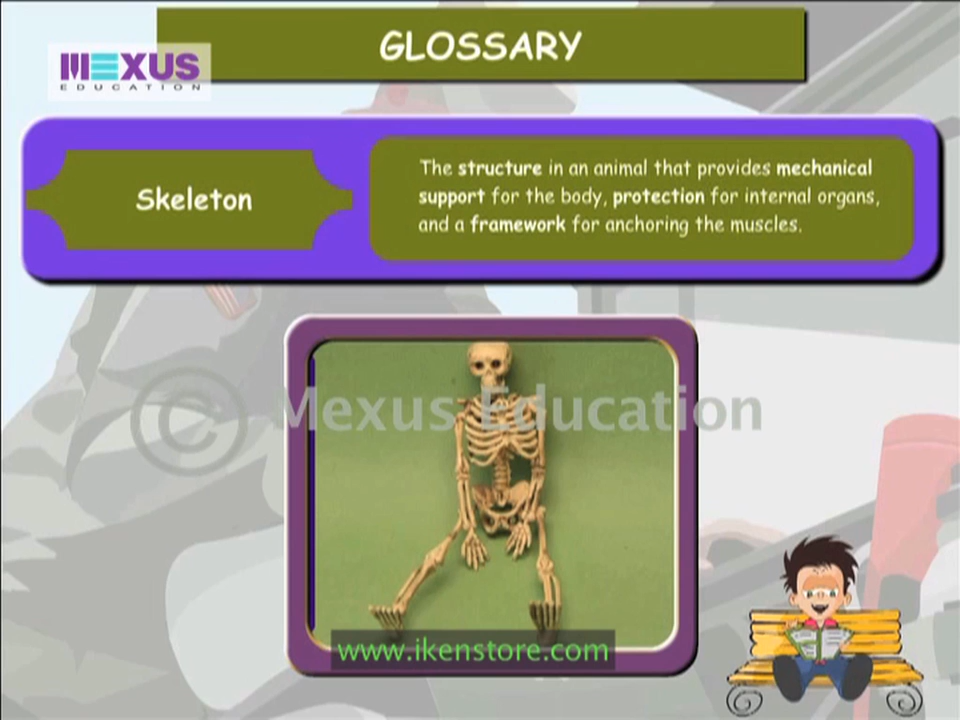 GLOSSARY
MEXUS
EDUCATION
Skeleton
The structure in an animal that provides mechanical
support for the body, protection for internal organs,
and a framework for anchoring the muscles.
© Mexus Education
www.ikenstore.com